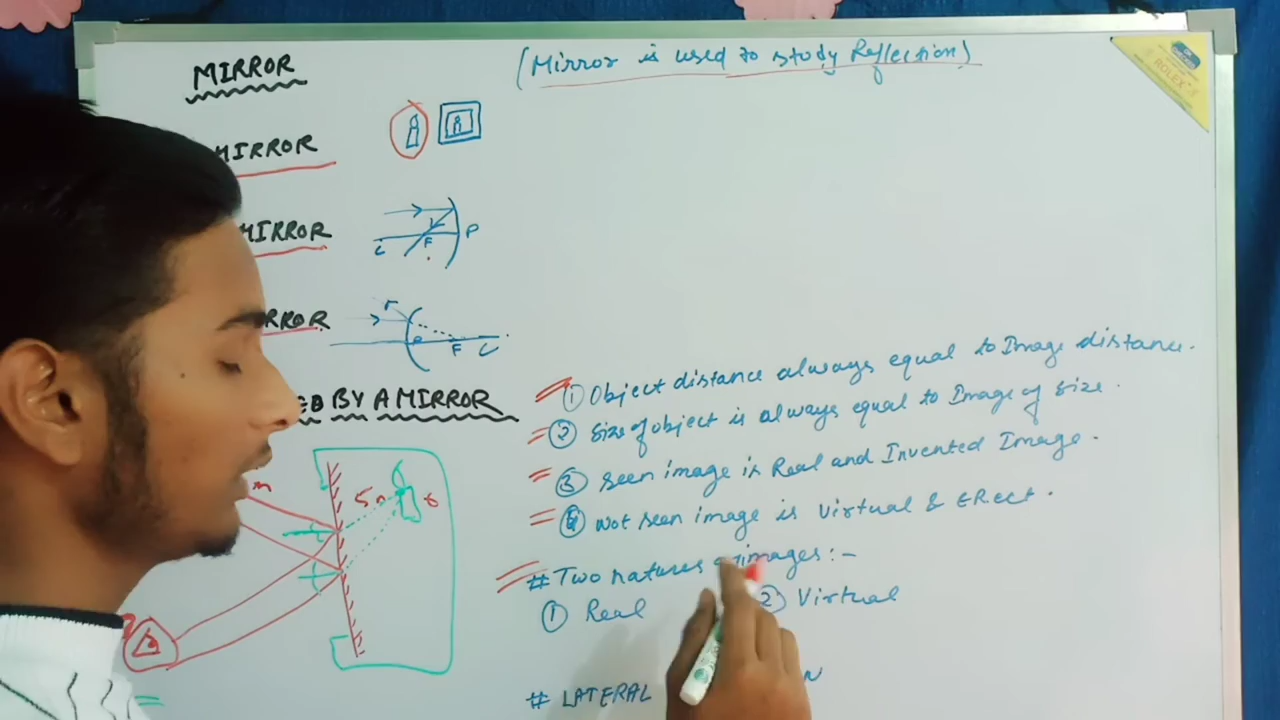 MIRROR
(Mirror is used to study Reflection)
MIRROR
MIRROR
F P
MIRROR
F C
BY A MIRROR
① Object distance always equal to Image distance.
② Size of object is always equal to Image of size.
③ Seen image is Real and Invented Image.
④ Not seen image is Virtual & ERect.
# Two natures images:-
① Real ② Virtual
# LATERAL
ROLEX